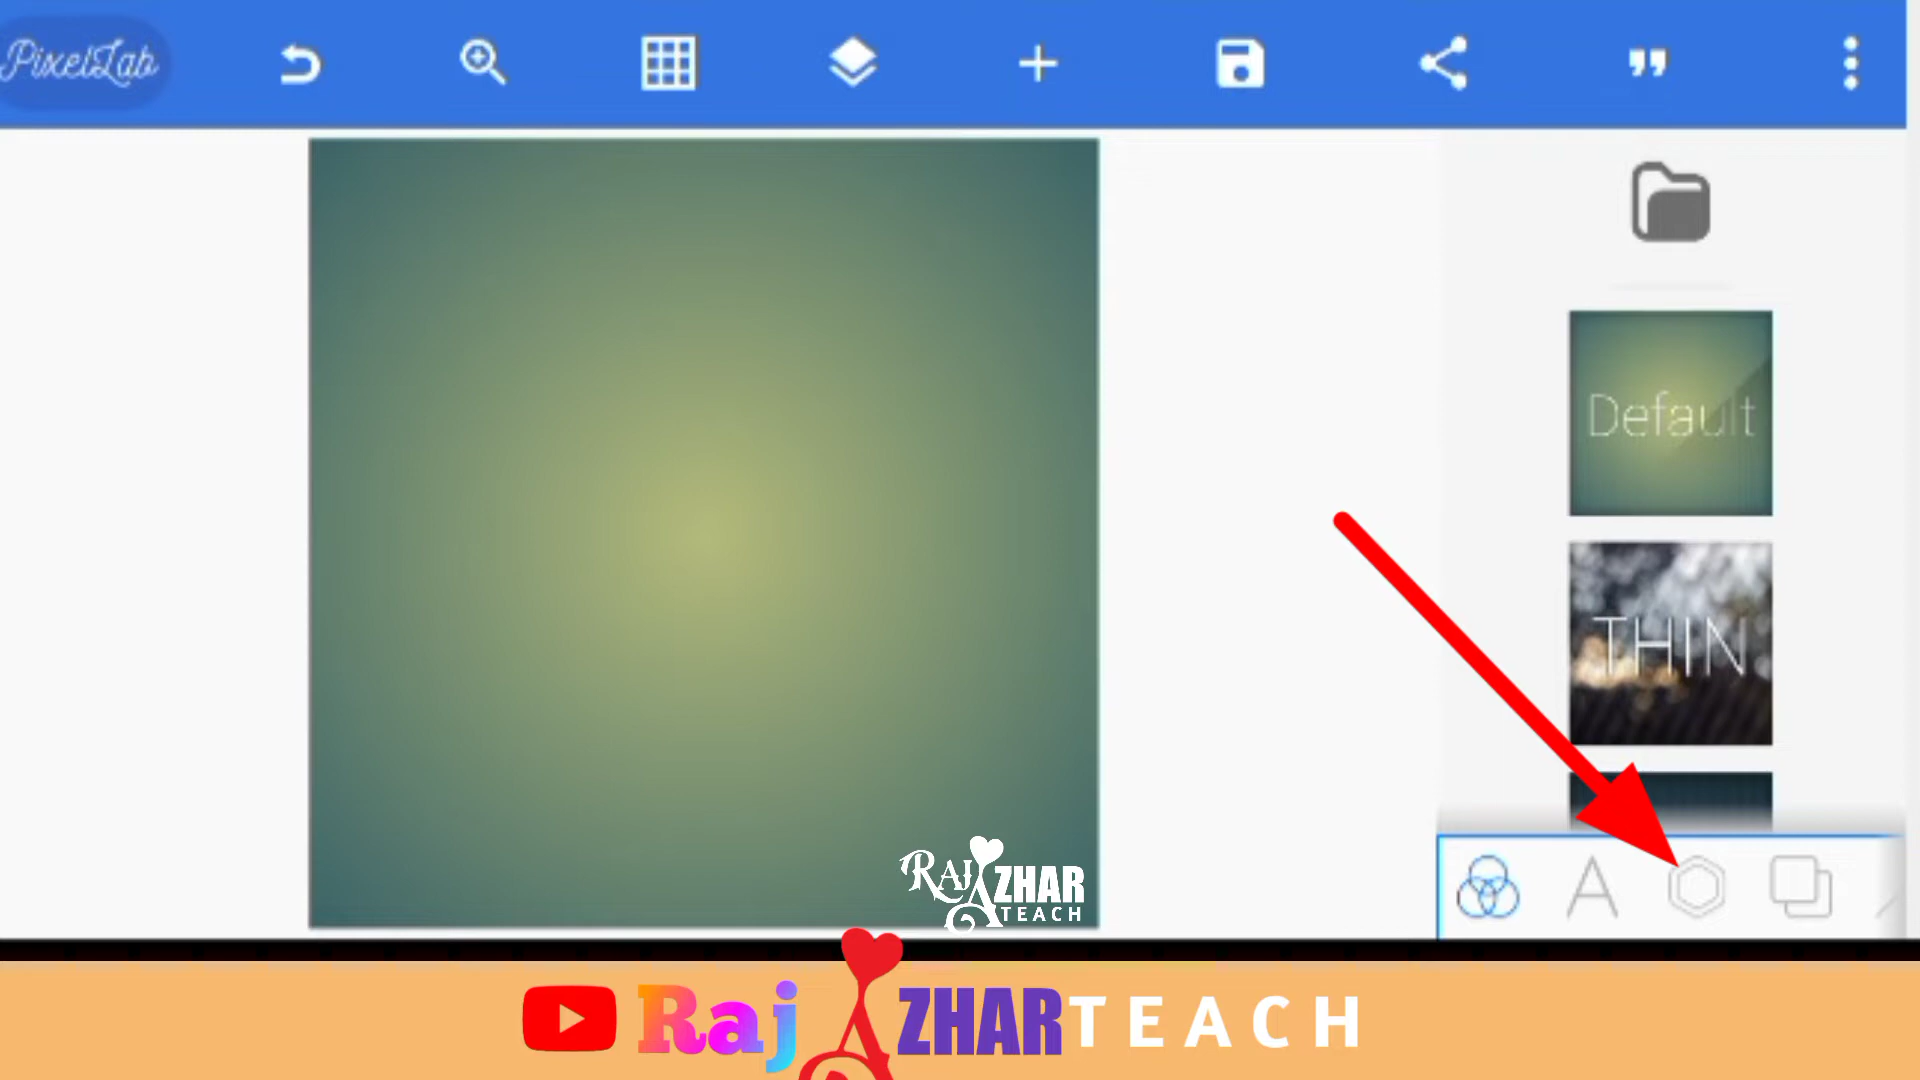 PixelLab
Default
THIN
A
Raj AZHAR
TEACH
Raj AZHAR TEACH